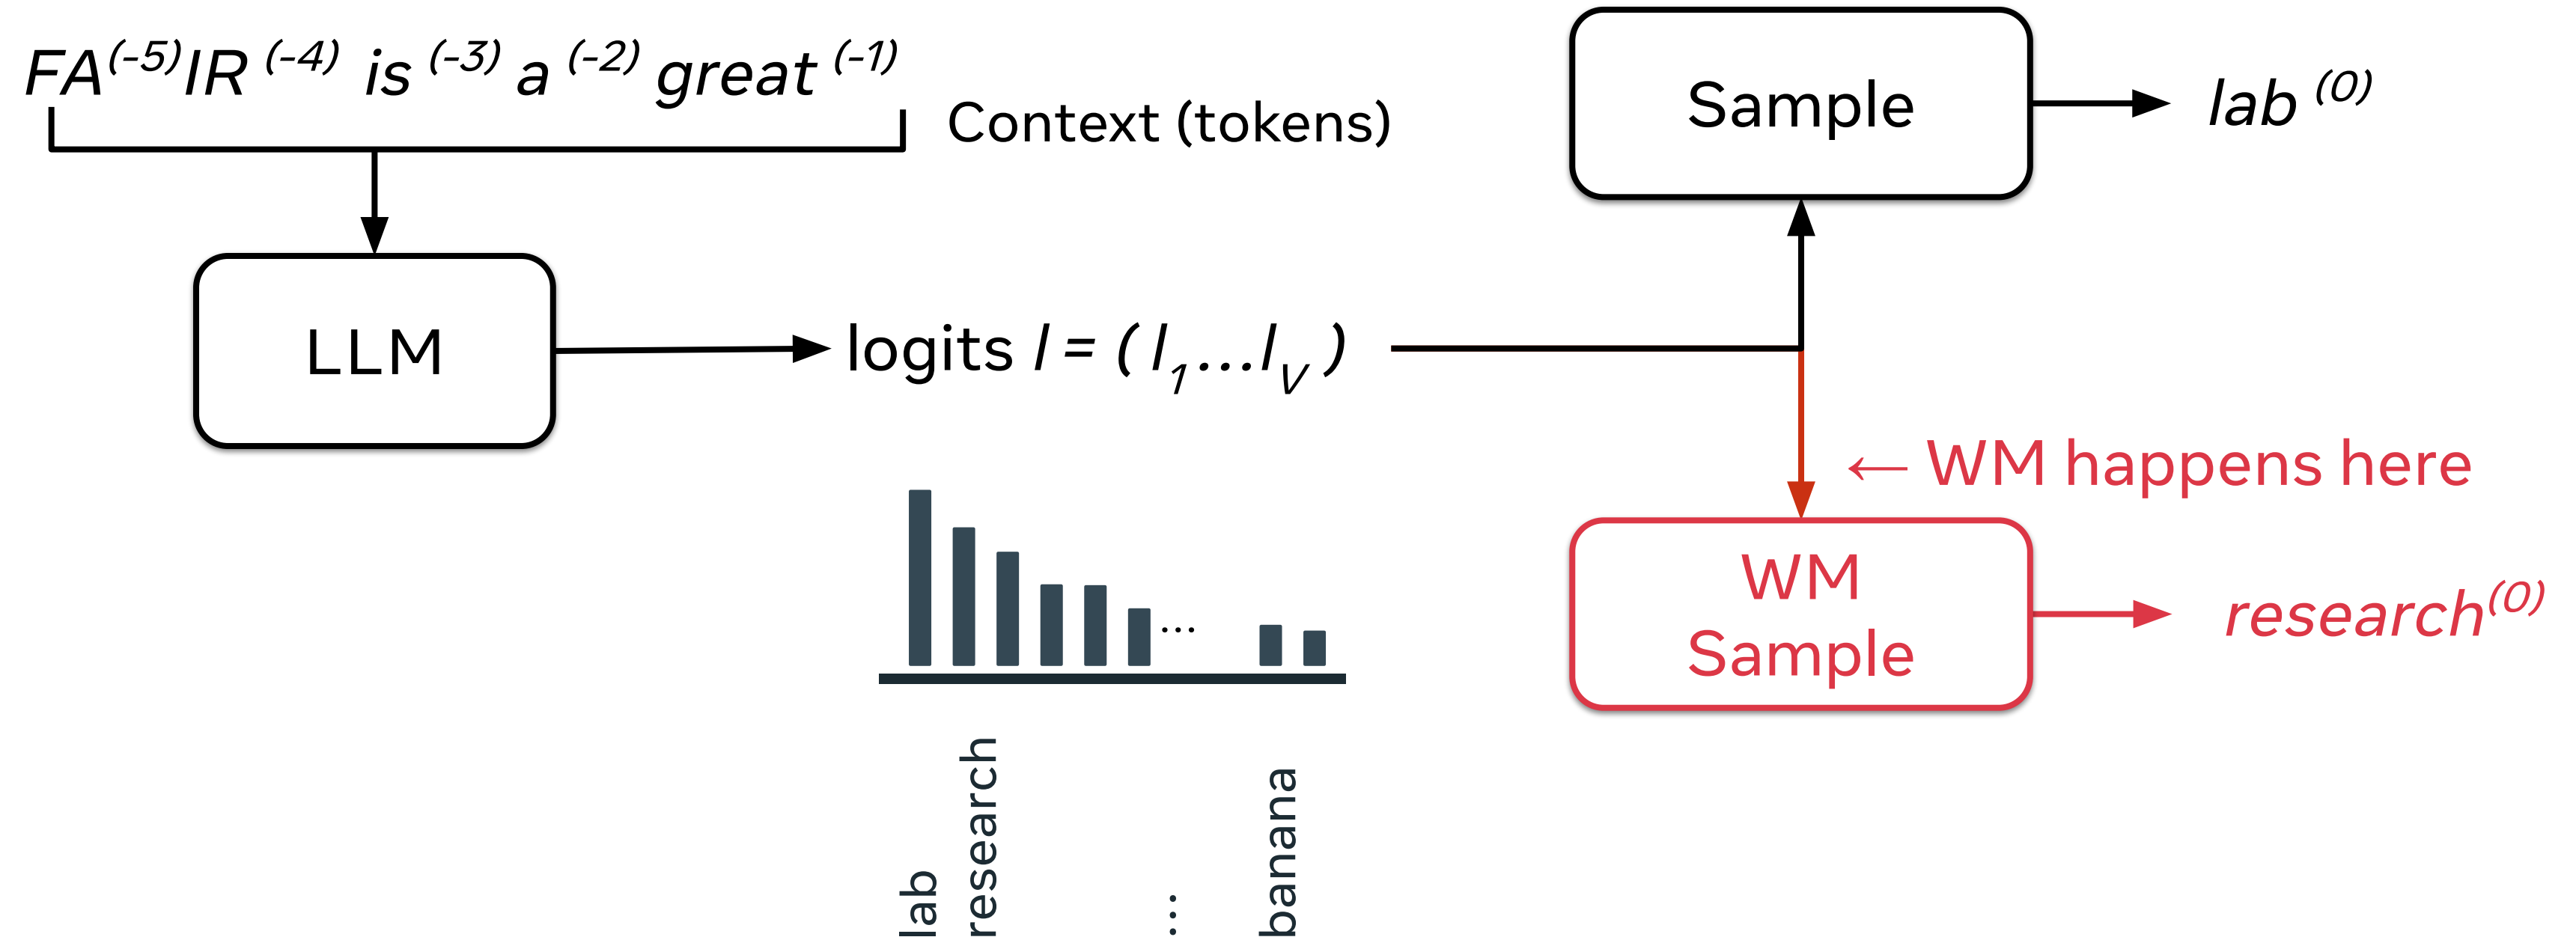 FA(-5)IR (-4) is (-3) a (-2) great (-1)
Context (tokens)
Sample
lab (0)
LLM
logits l = ( l1...lV )
← WM happens here
WM
Sample
research(0)
...
lab
research
...
banana